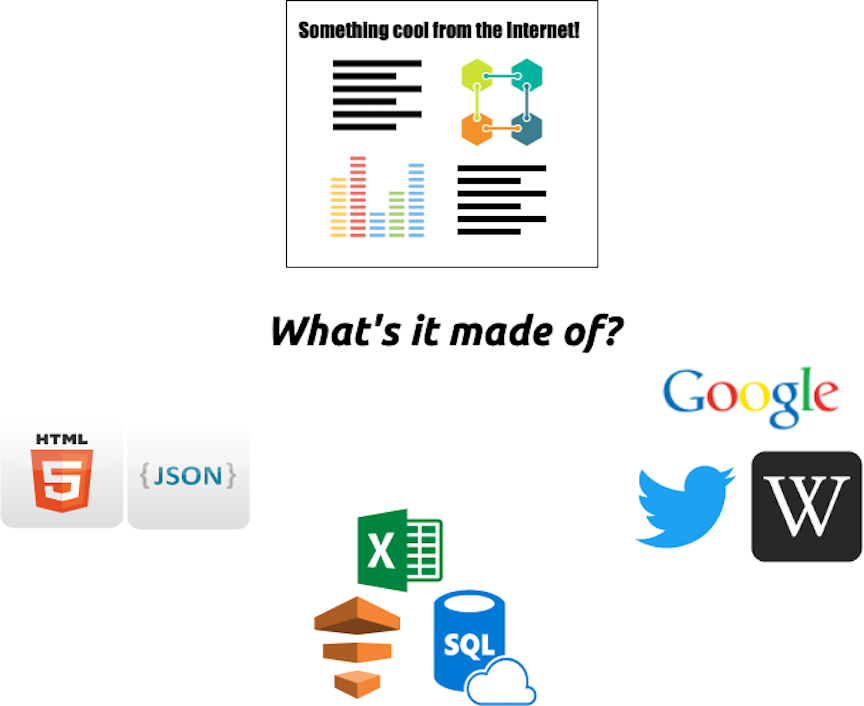 Something cool from the Internet!
What's it made of?
Google
HTML
5
{JSON}
W
X
SQL